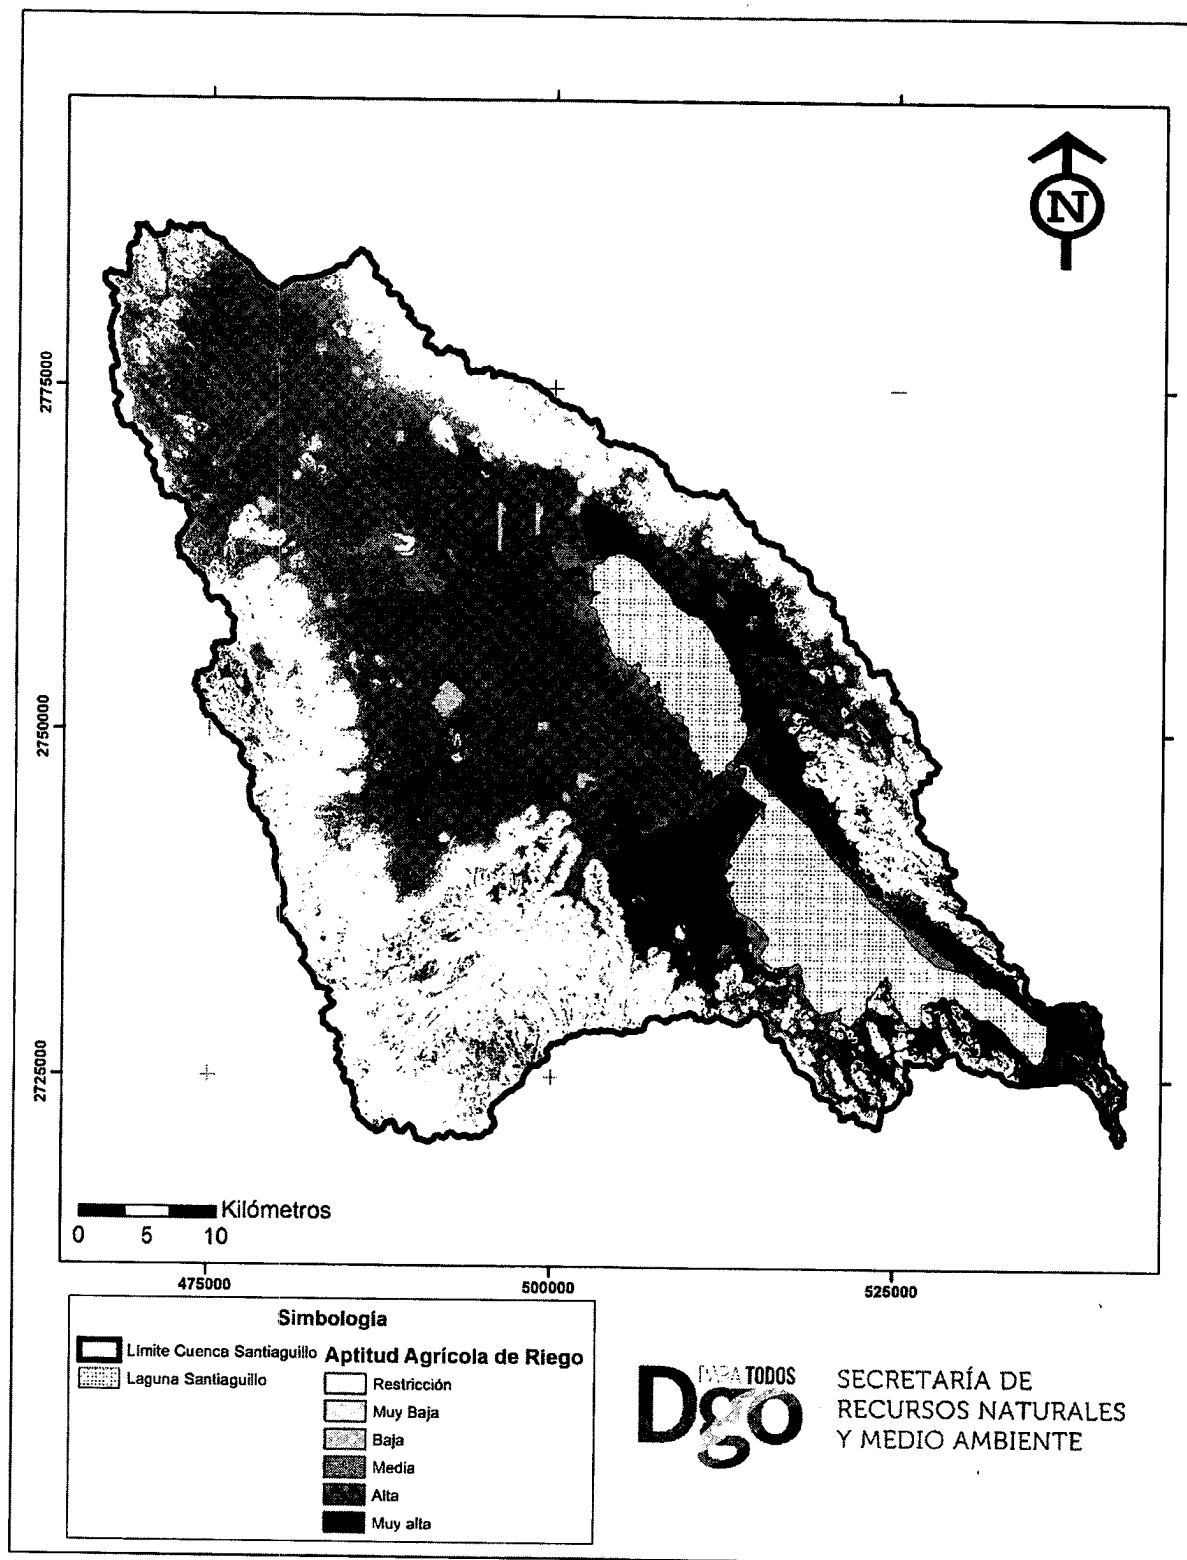 N
2775000
2750000
2725000
Kilómetros
0 5 10
475000 500000 525000
Simbología
Límite Cuenca Santiaguillo
Laguna Santiaguillo
Aptitud Agrícola de Riego
Restricción
Muy Baja
Baja
Media
Alta
Muy alta
PARA TODOS
Dgo
SECRETARÍA DE
RECURSOS NATURALES
Y MEDIO AMBIENTE